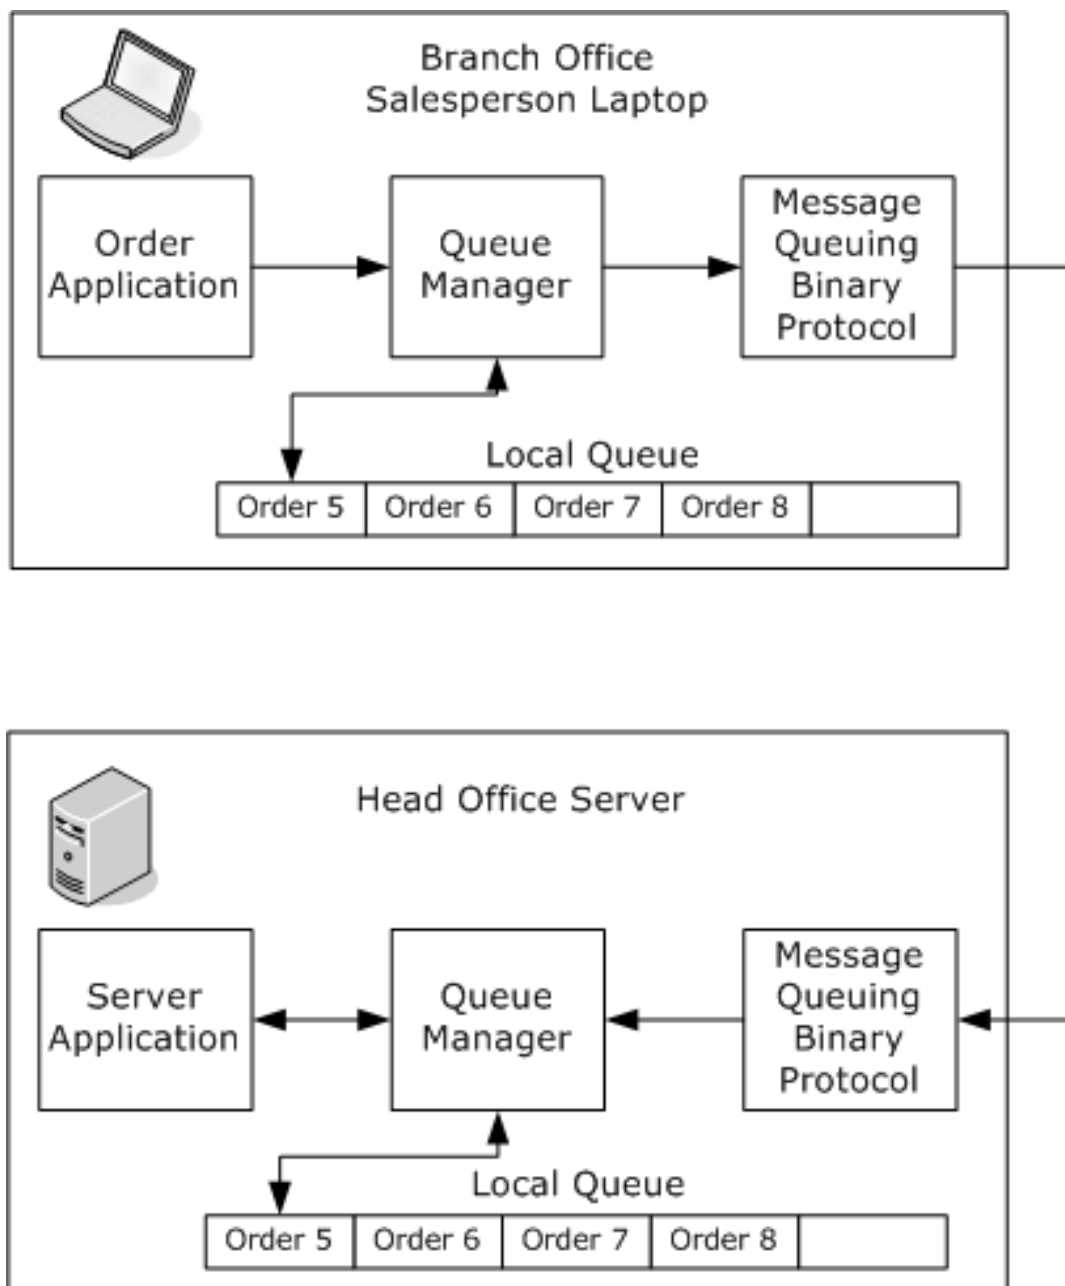 Branch Office
Salesperson Laptop
Order
Application
Queue
Manager
Message
Queuing
Binary
Protocol
Local Queue
Order 5
Order 6
Order 7
Order 8
Head Office Server
Server
Application
Queue
Manager
Message
Queuing
Binary
Protocol
Local Queue
Order 5
Order 6
Order 7
Order 8